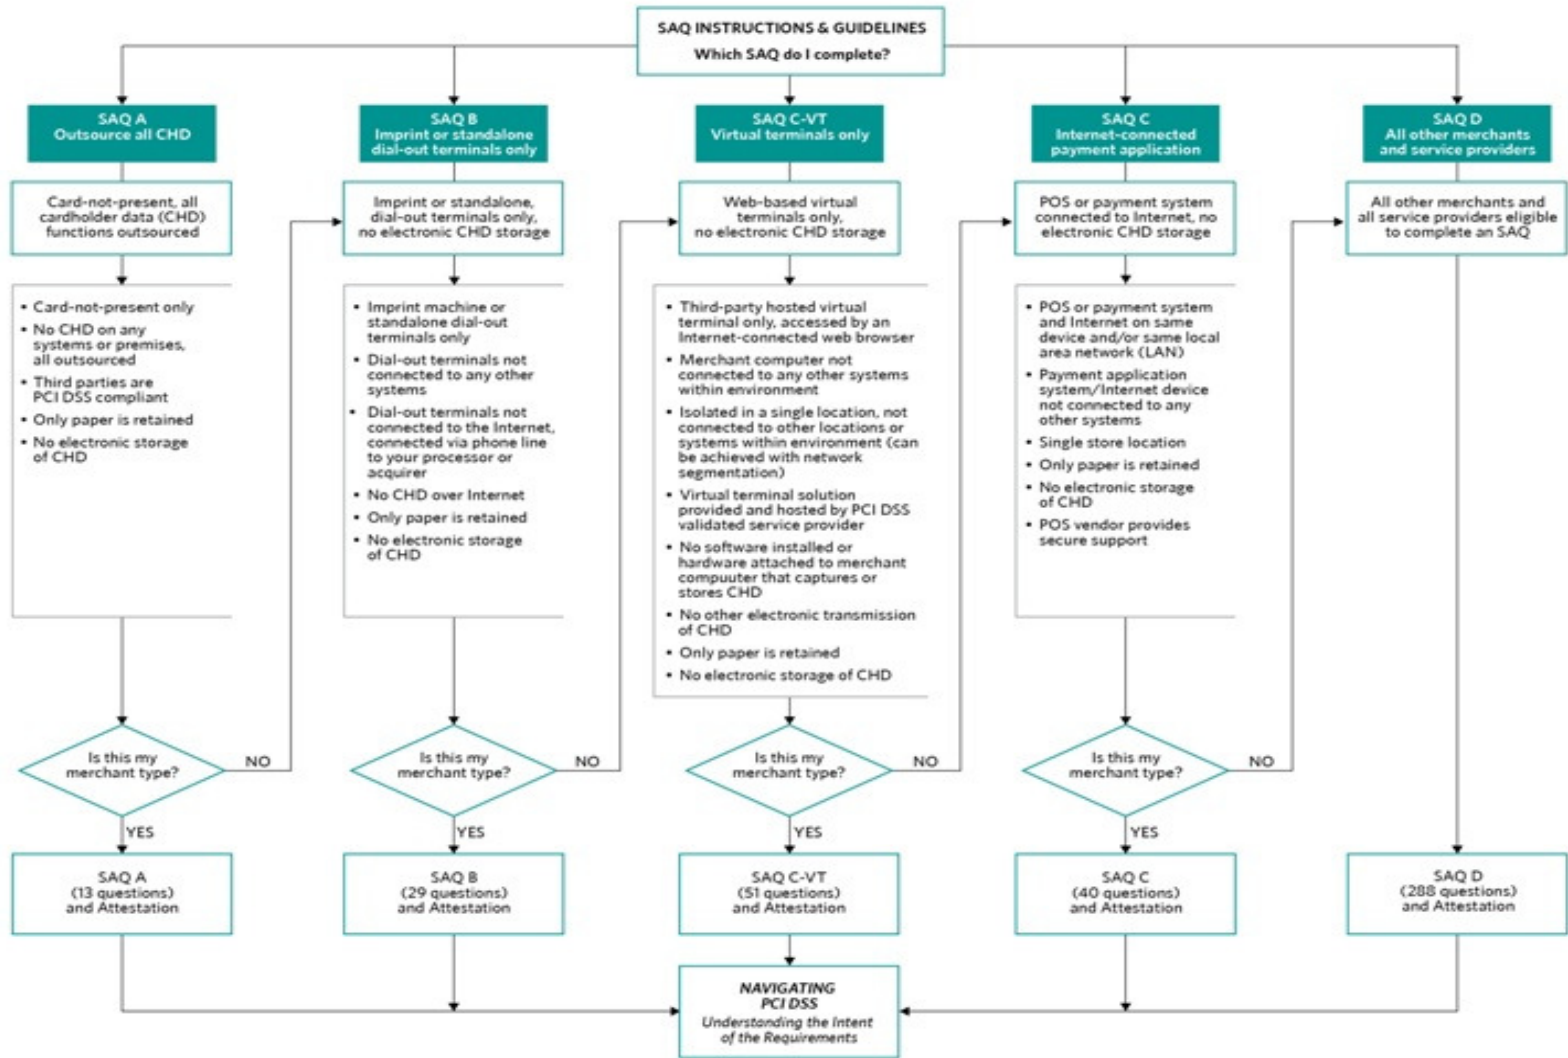 SAQ INSTRUCTIONS & GUIDELINES
Which SAQ do I complete?
SAQ A
Outsource all CHD
SAQ B
Imprint or standalone
dial-out terminals only
SAQ C-VT
Virtual terminals only
SAQ C
Internet-connected
payment application
SAQ D
All other merchants
and service providers
Card-not-present, all
cardholder data (CHD)
functions outsourced
Imprint or standalone,
dial-out terminals only,
no electronic CHD storage
Web-based virtual
terminals only,
no electronic CHD storage
POS or payment system
connected to Internet, no
electronic CHD storage
All other merchants and
all service providers eligible
to complete an SAQ
• Card-not-present only
• No CHD on any
systems or premises,
all outsourced
• Third parties are
PCI DSS compliant
• Only paper is retained
• No electronic storage
of CHD
• Imprint machine or
standalone dial-out
terminals only
• Dial-out terminals not
connected to any other
systems
• Dial-out terminals not
connected to the Internet,
connected via phone line
to your processor or
acquirer
• No CHD over Internet
• Only paper is retained
• No electronic storage
of CHD
• Third-party hosted virtual
terminal only, accessed by an
Internet-connected web browser
• Merchant computer not
connected to any other systems
within environment
• Isolated in a single location, not
connected to other locations or
systems within environment (can
be achieved with network
segmentation)
• Virtual terminal solution
provided and hosted by PCI DSS
validated service provider
• No software installed or
hardware attached to merchant
compuuter that captures or
stores CHD
• No other electronic transmission
of CHD
• Only paper is retained
• No electronic storage of CHD
• POS or payment system
and Internet on same
device and/or same local
area network (LAN)
• Payment application
system/Internet device
not connected to any
other systems
• Single store location
• Only paper is retained
• No electronic storage
of CHD
• POS vendor provides
secure support
Is this my
merchant type?
NO
Is this my
merchant type?
NO
Is this my
merchant type?
NO
Is this my
merchant type?
NO
YES
YES
YES
YES
SAQ A
(13 questions)
and Attestation
SAQ B
(29 questions)
and Attestation
SAQ C-VT
(51 questions)
and Attestation
SAQ C
(40 questions)
and Attestation
SAQ D
(288 questions)
and Attestation
NAVIGATING
PCI DSS
Understanding the Intent
of the Requirements